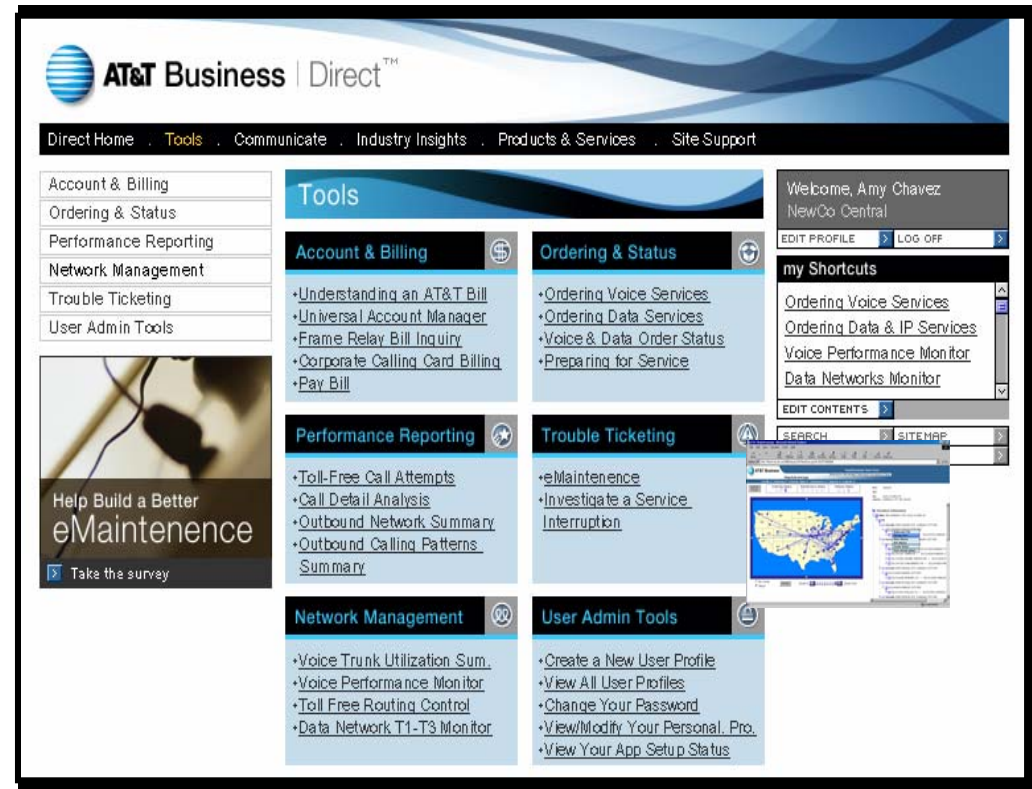 AT&T Business | Direct™
Direct Home . Tools . Communicate . Industry Insights . Products & Services . Site Support
Account & Billing
Ordering & Status
Performance Reporting
Network Management
Trouble Ticketing
User Admin Tools
Help Build a Better
eMaintenence
Take the survey
Tools
Account & Billing
•Understanding an AT&T Bill
•Universal Account Manager
•Frame Relay Bill Inquiry
•Corporate Calling Card Billing
•Pay Bill
Ordering & Status
•Ordering Voice Services
•Ordering Data Services
•Voice & Data Order Status
•Preparing for Service
Performance Reporting
•Toll-Free Call Attempts
•Call Detail Analysis
•Outbound Network Summary
•Outbound Calling Patterns
Summary
Trouble Ticketing
•eMaintenence
•Investigate a Service
Interruption
Network Management
•Voice Trunk Utilization Sum.
•Voice Performance Monitor
•Toll Free Routing Control
•Data Network T1-T3 Monitor
User Admin Tools
•Create a New User Profile
•View All User Profiles
•Change Your Password
•View/Modify Your Personal. Pro.
•View Your App Setup Status
Welcome, Amy Chavez
NewCo Central
EDIT PROFILE
LOG OFF
my Shortcuts
Ordering Voice Services
Ordering Data & IP Services
Voice Performance Monitor
Data Networks Monitor
EDIT CONTENTS
SEARCH
SITEMAP